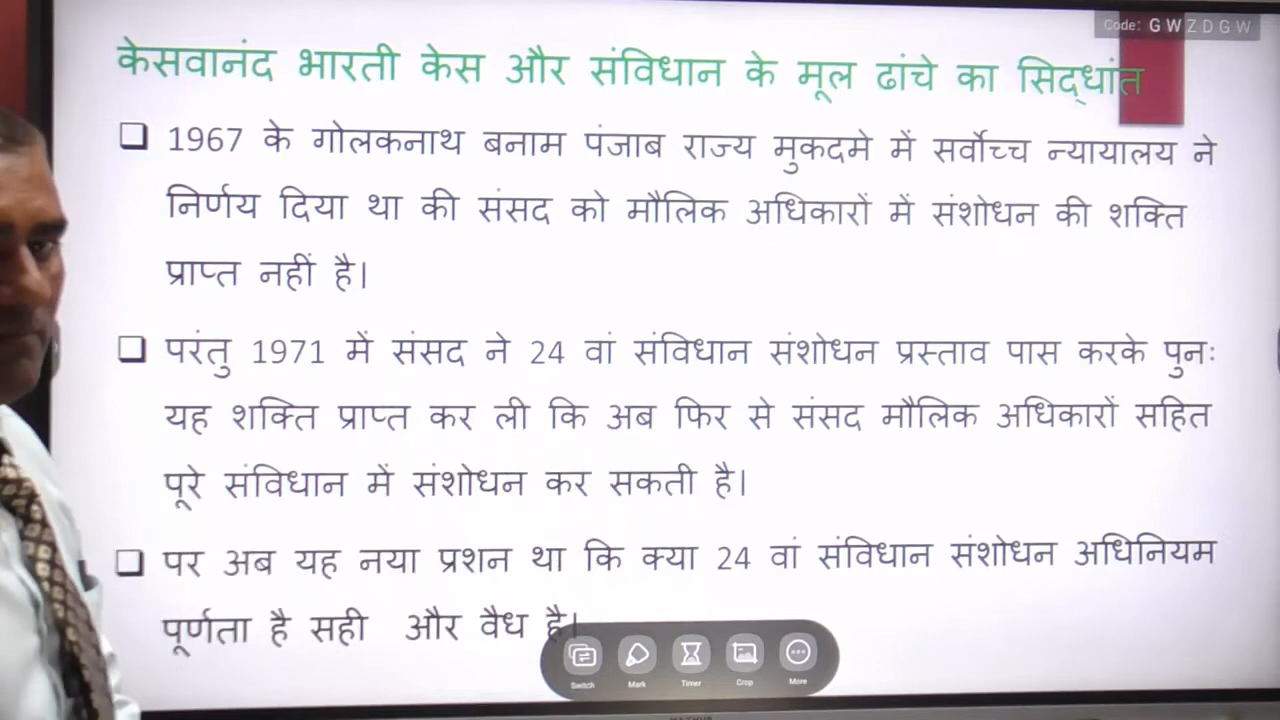 Code: G W Z D G W
केसवानंद भारती केस और संविधान के मूल ढांचे का सिद्धांत
❑ 1967 के गोलकनाथ बनाम पंजाब राज्य मुकदमे में सर्वोच्च न्यायालय ने
निर्णय दिया था की संसद को मौलिक अधिकारों में संशोधन की शक्ति
प्राप्त नहीं है।
❑ परंतु 1971 में संसद ने 24 वां संविधान संशोधन प्रस्ताव पास करके पुनः
यह शक्ति प्राप्त कर ली कि अब फिर से संसद मौलिक अधिकारों सहित
पूरे संविधान में संशोधन कर सकती है।
❑ पर अब यह नया प्रशन था कि क्या 24 वां संविधान संशोधन अधिनियम
पूर्णता है सही और वैध है।
Switch Mark Timer Crop More